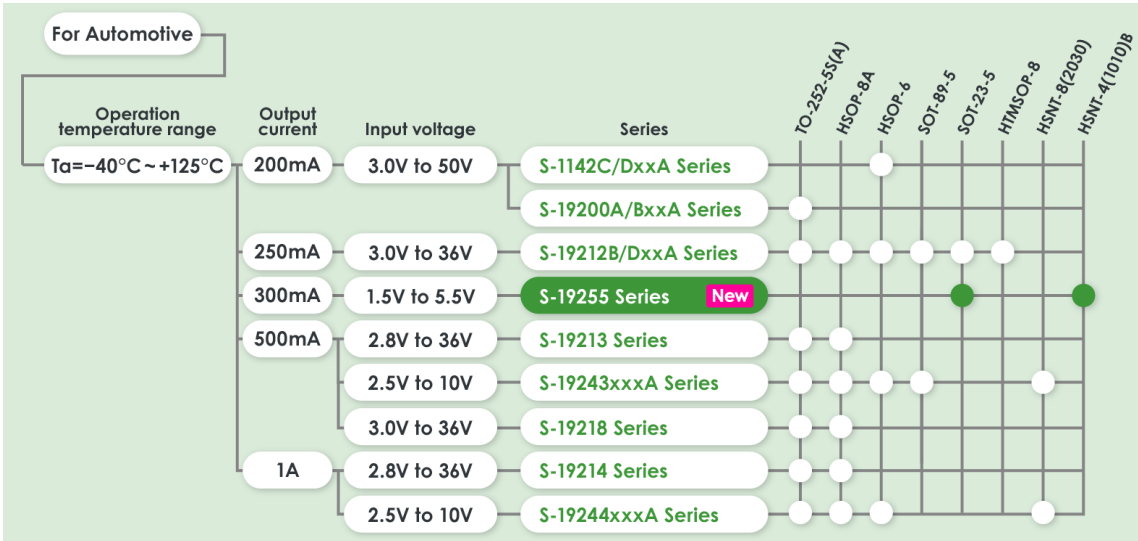 For Automotive
TO-252-5S(A)
HSOP-8A
HSOP-6
SOT-89-5
SOT-23-5
HTMSOP-8
HSNT-8(2030)
HSNT-4(1010)B
Operation
temperature range
Output
current
Input voltage
Series
Ta=−40°C~+125°C
200mA
3.0V to 50V
S-1142C/DxxA Series
S-19200A/BxxA Series
250mA
3.0V to 36V
S-19212B/DxxA Series
300mA
1.5V to 5.5V
S-19255 Series
New
500mA
2.8V to 36V
S-19213 Series
2.5V to 10V
S-19243xxxA Series
3.0V to 36V
S-19218 Series
1A
2.8V to 36V
S-19214 Series
2.5V to 10V
S-19244xxxA Series